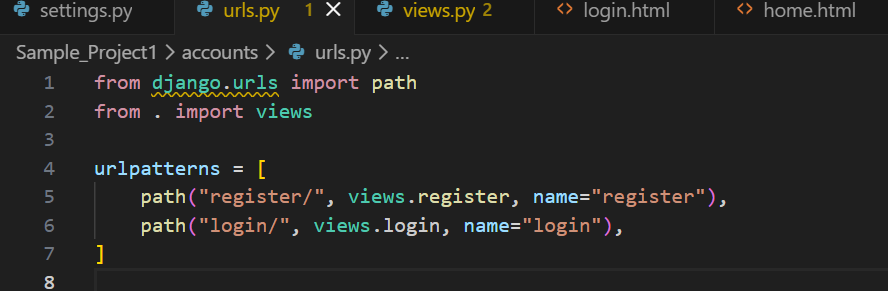 settings.py urls.py 1 X views.py 2 <> login.html <> home.html
Sample_Project1 > accounts > urls.py > ...
1 from django.urls import path
2 from . import views
3
4 urlpatterns = [
5     path("register/", views.register, name="register"),
6     path("login/", views.login, name="login"),
7 ]
8